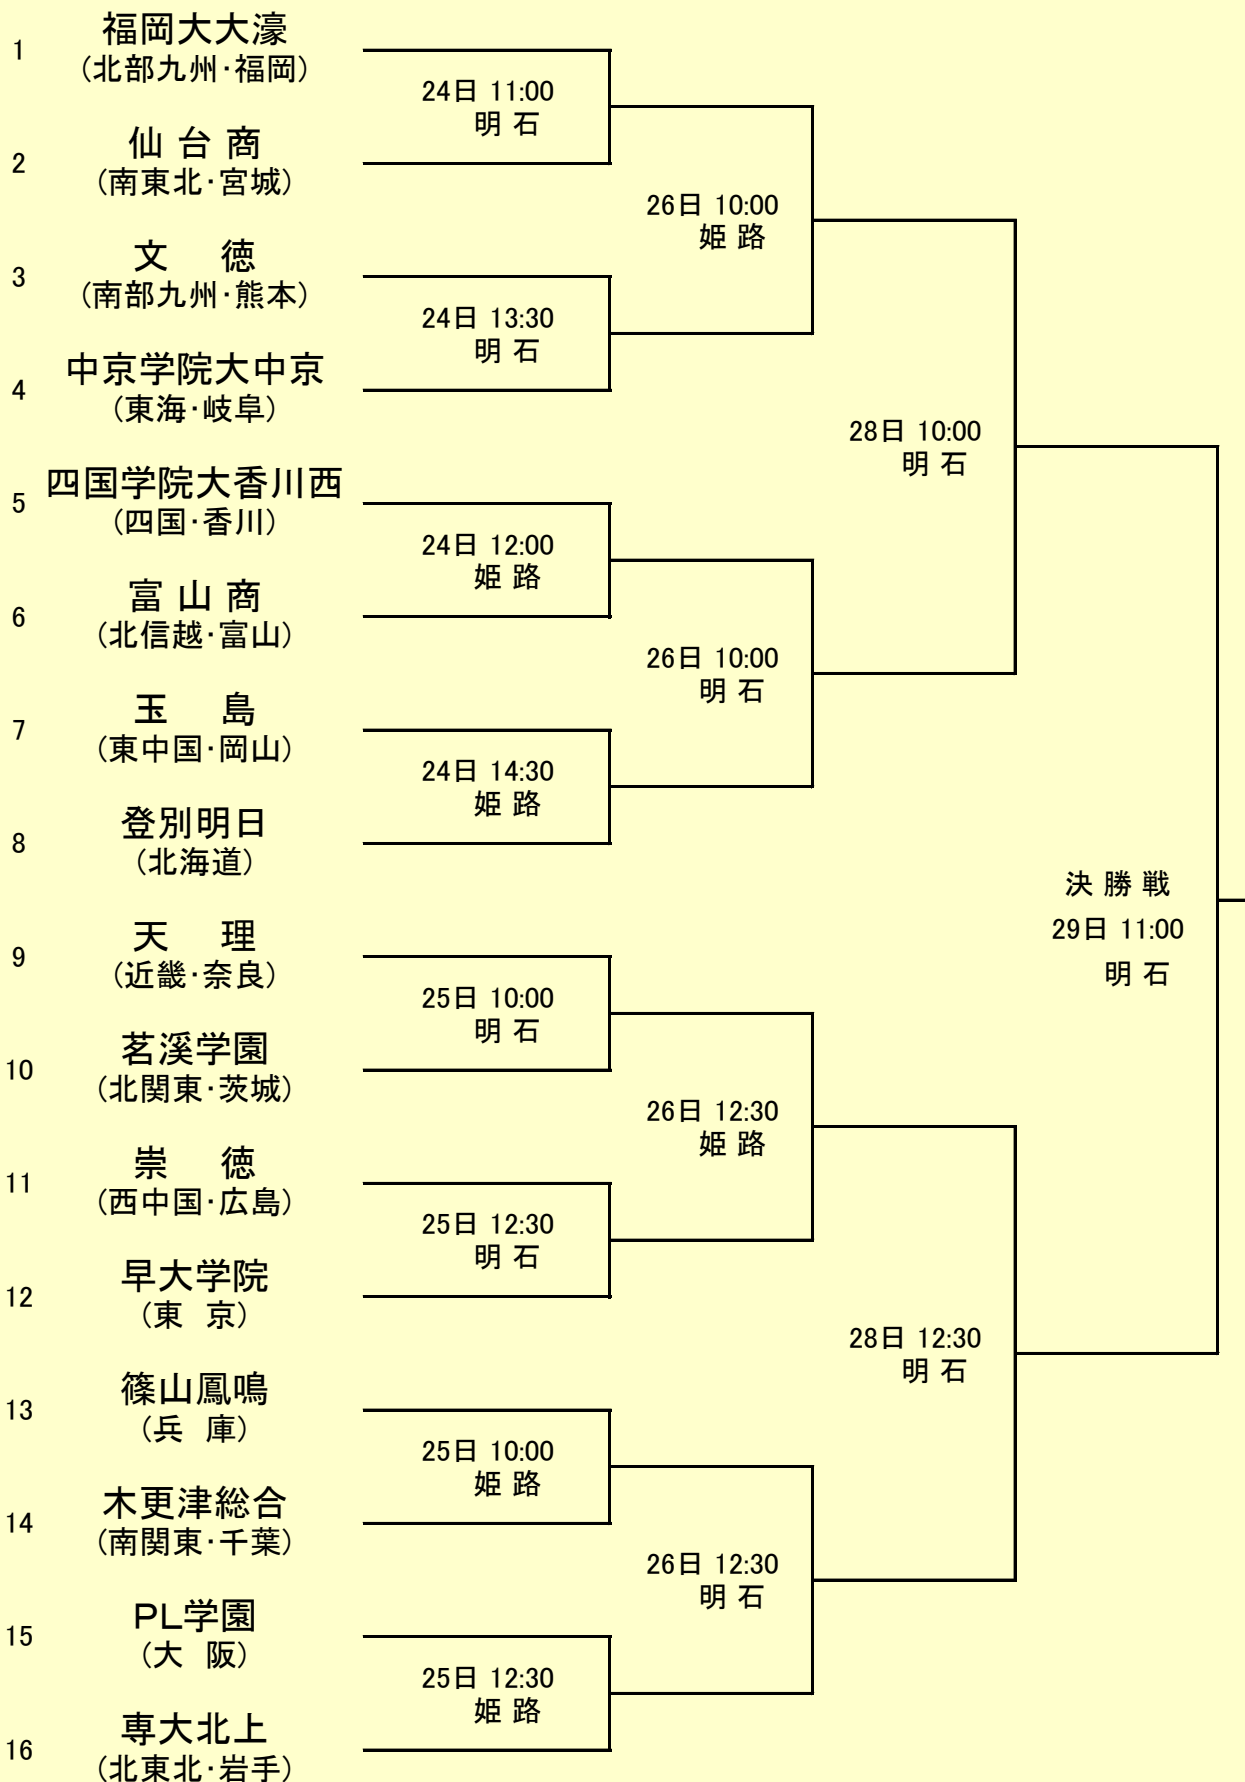 1 福岡大大濠
(北部九州・福岡)
24日 11:00
明 石
2 仙 台 商
(南東北・宮城)
26日 10:00
姫 路
3 文　徳
(南部九州・熊本)
24日 13:30
明 石
4 中京学院大中京
(東海・岐阜)
28日 10:00
明 石
5 四国学院大香川西
(四国・香川)
24日 12:00
姫 路
6 富 山 商
(北信越・富山)
26日 10:00
明 石
7 玉　島
(東中国・岡山)
24日 14:30
姫 路
8 登別明日
(北海道)
決 勝 戦
29日 11:00
明 石
9 天　理
(近畿・奈良)
25日 10:00
明 石
10 茗溪学園
(北関東・茨城)
26日 12:30
姫 路
11 崇　徳
(西中国・広島)
25日 12:30
明 石
12 早大学院
(東　京)
28日 12:30
明 石
13 篠山鳳鳴
(兵　庫)
25日 10:00
姫 路
14 木更津総合
(南関東・千葉)
26日 12:30
明 石
15 PL学園
(大　阪)
25日 12:30
姫 路
16 専大北上
(北東北・岩手)